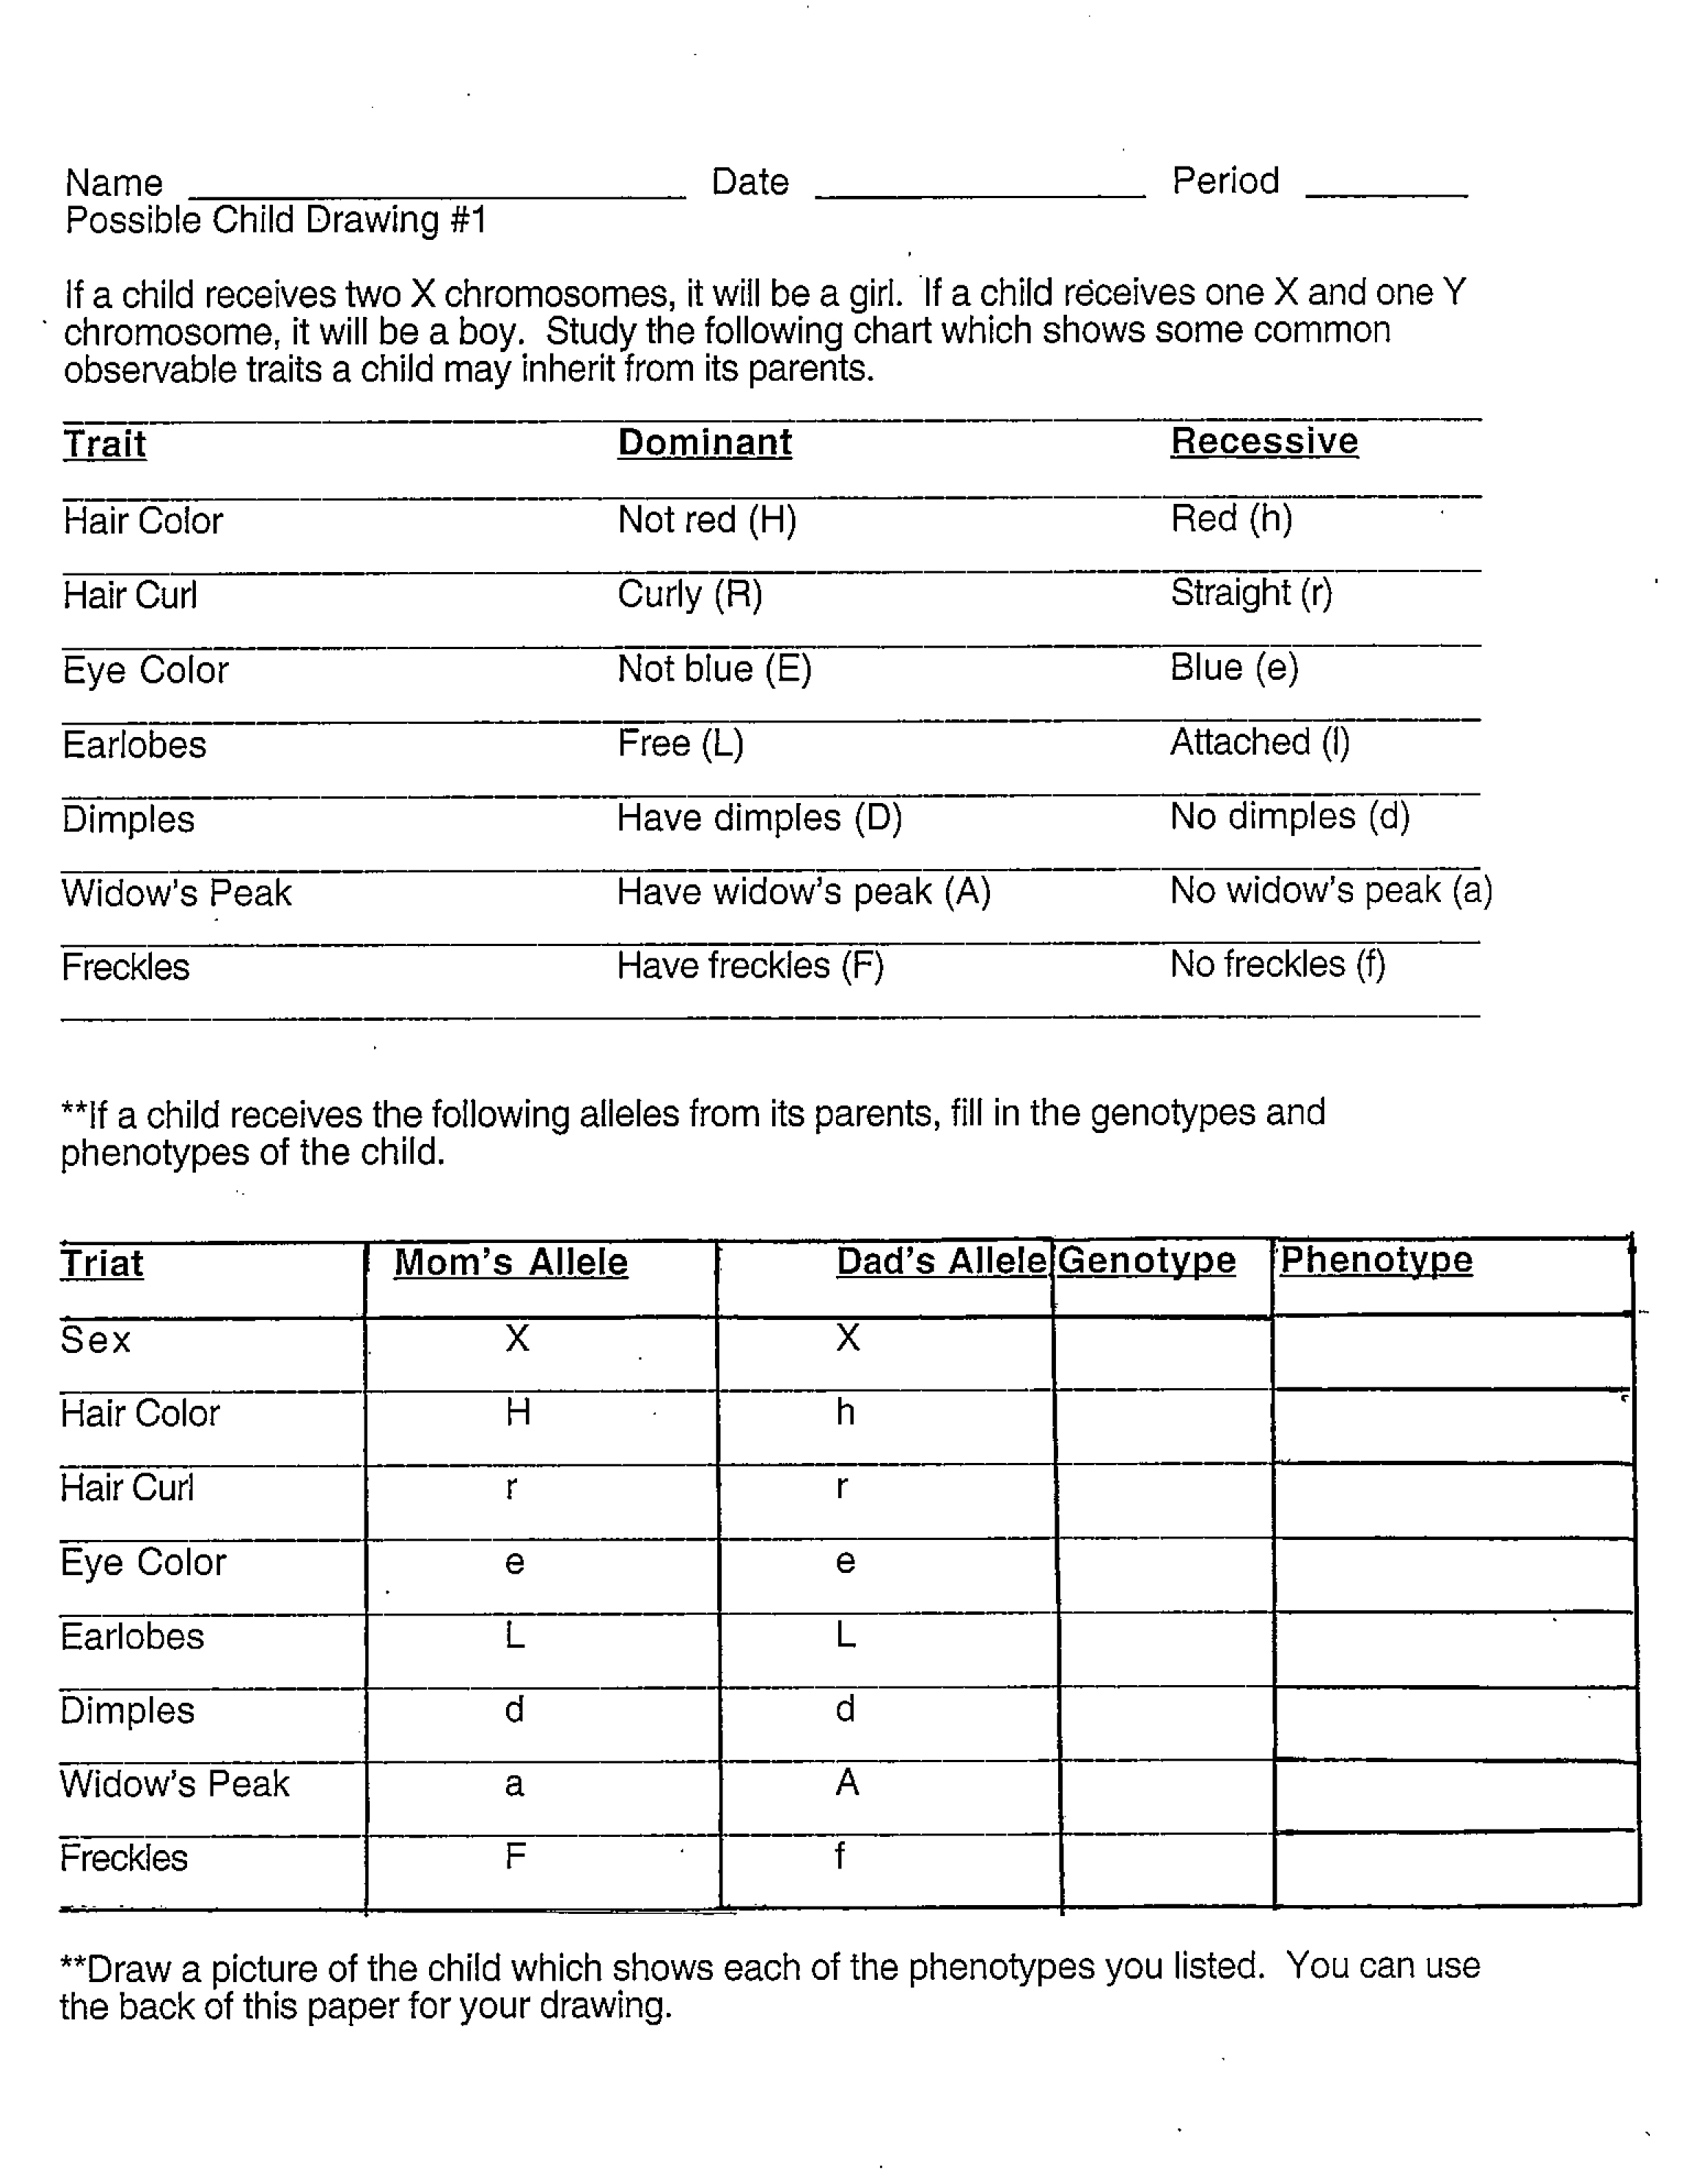 Name ____________ Date ____________ Period ______
Possible Child Drawing #1
If a child receives two X chromosomes, it will be a girl. If a child receives one X and one Y
chromosome, it will be a boy. Study the following chart which shows some common
observable traits a child may inherit from its parents.
Trait Dominant Recessive
Hair Color Not red (H) Red (h)
Hair Curl Curly (R) Straight (r)
Eye Color Not blue (E) Blue (e)
Earlobes Free (L) Attached (l)
Dimples Have dimples (D) No dimples (d)
Widow's Peak Have widow's peak (A) No widow's peak (a)
Freckles Have freckles (F) No freckles (f)
**If a child receives the following alleles from its parents, fill in the genotypes and
phenotypes of the child.
Triat Mom's Allele Dad's Allele Genotype Phenotype
Sex X X
Hair Color H h
Hair Curl r r
Eye Color e e
Earlobes L L
Dimples d d
Widow's Peak a A
Freckles F f
**Draw a picture of the child which shows each of the phenotypes you listed. You can use
the back of this paper for your drawing.